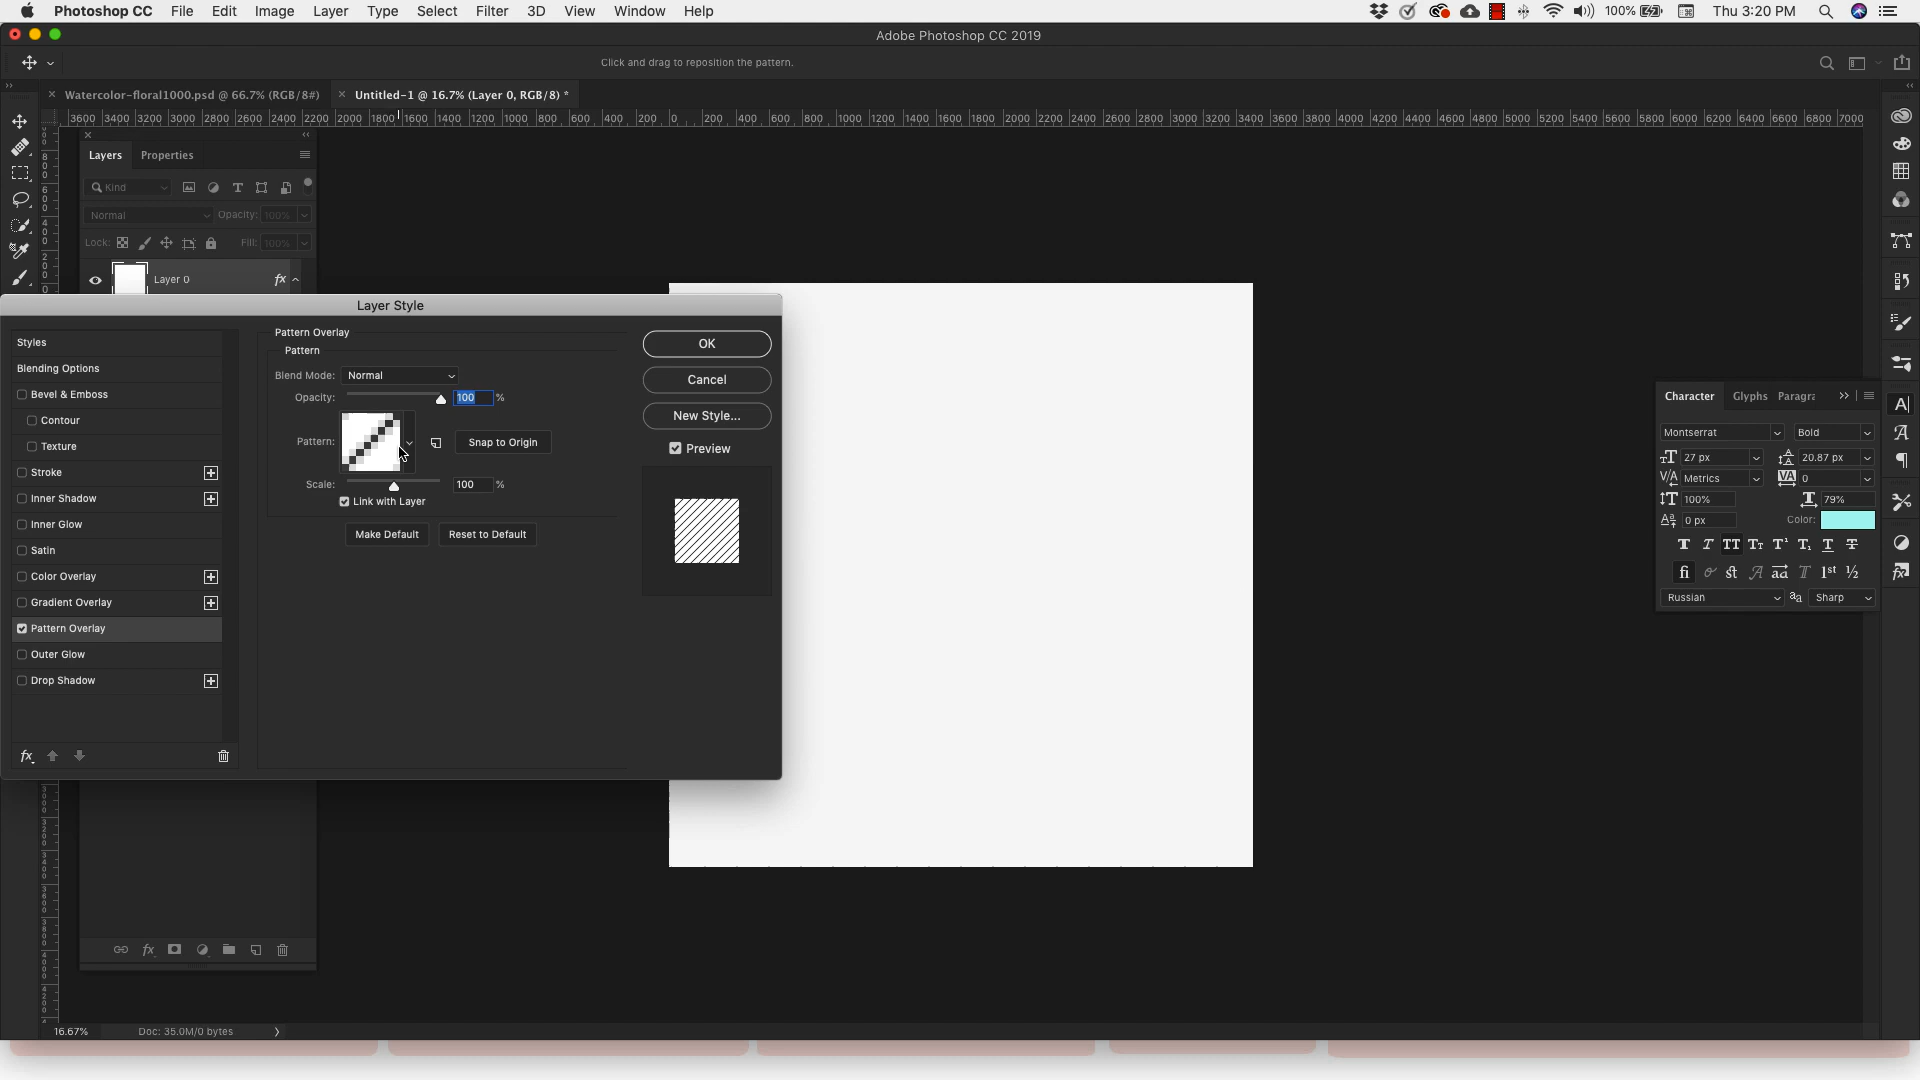 Photoshop CC File Edit Image Layer Type Select Filter 3D View Window Help 100% Thu 3:20 PM
Adobe Photoshop CC 2019
Click and drag to reposition the pattern.
Watercolor-floral1000.psd @ 66.7% (RGB/8#) Untitled-1 @ 16.7% (Layer 0, RGB/8) *
3600 3400 3200 3000 2800 2600 2400 2200 2000 1800 1600 1400 1200 1000 800 600 400 200 0 200 400 600 800 1000 1200 1400 1600 1800 2000 2200 2400 2600 2800 3000 3200 3400 3600 3800 4000 4200 4400 4600 4800 5000 5200 5400 5600 5800 6000 6200 6400 6600 6800 7000
Layers Properties
Kind
Normal Opacity: 100%
Lock: Fill: 100%
Layer 0 fx
Layer Style
Styles
Blending Options
Bevel & Emboss
Contour
Texture
Stroke
Inner Shadow
Inner Glow
Satin
Color Overlay
Gradient Overlay
Pattern Overlay
Outer Glow
Drop Shadow
fx
Pattern Overlay
Pattern
Blend Mode: Normal
Opacity: 100 %
Pattern: Snap to Origin
Scale: 100 %
Link with Layer
Make Default Reset to Default
OK
Cancel
New Style...
Preview
Character Glyphs Paragra
Montserrat Bold
27 px 20.87 px
Metrics 0
100% 79%
0 px Color:
Russian Sharp
fx
16.67% Doc: 35.0M/0 bytes